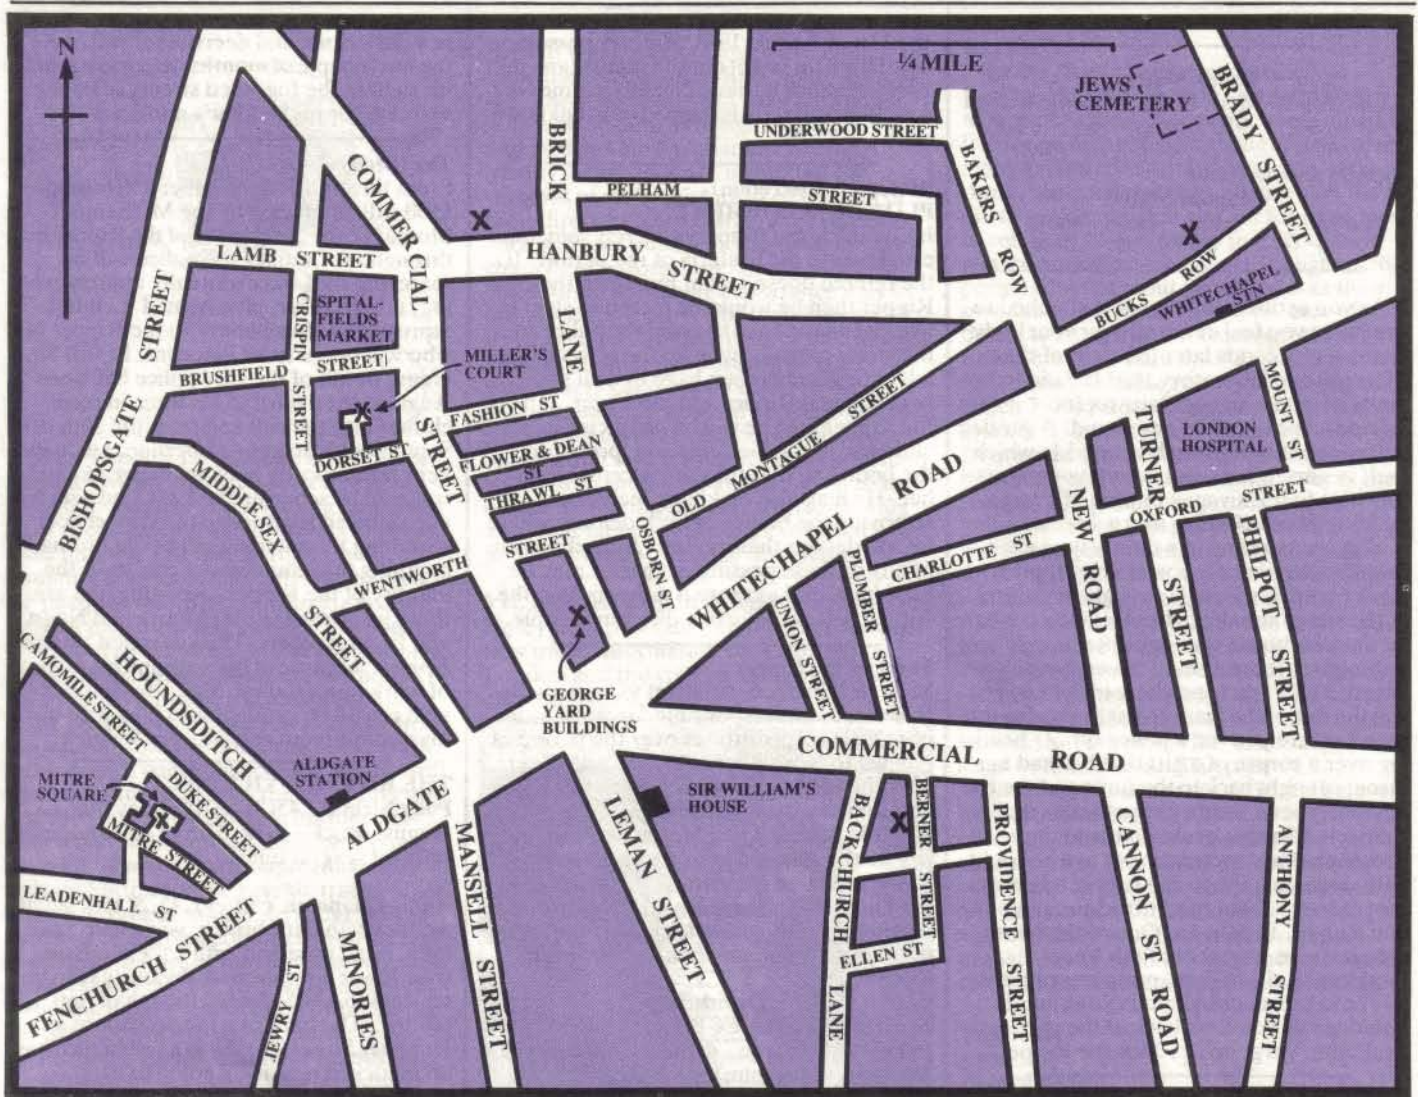 N
¼ MILE
JEWS
CEMETERY
BRADY STREET
UNDERWOOD STREET
BAKERS ROW
BRICK
PELHAM STREET
COMMERCIAL
X
HANBURY STREET
X
LAMB STREET
BUCKS ROW
WHITECHAPEL
STN
BISHOPSGATE STREET
CRISPIN STREET
SPITAL-
FIELDS
MARKET
LANE
BRUSHFIELD STREET
MILLER'S
COURT
X
FASHION ST
STREET
DORSET ST
FLOWER & DEAN
ST
THRAWL ST
OLD MONTAGUE STREET
MOUNT ST
TURNER
LONDON
HOSPITAL
MIDDLESEX
STREET
WENTWORTH STREET
OSBORN ST
WHITECHAPEL ROAD
NEW ROAD
OXFORD STREET
CHARLOTTE ST
STREET
PHILPOT STREET
PLUMBER STREET
UNION STREET
X
GEORGE
YARD
BUILDINGS
CAMOMILE STREET
HOUNDSDITCH
COMMERCIAL ROAD
ALDGATE
STATION
MITRE
SQUARE
X
DUKE STREET
MITRE STREET
ALDGATE
SIR WILLIAM'S
HOUSE
LEMAN STREET
BACKCHURCH LANE
X
BERNER STREET
PROVIDENCE STREET
CANNON ST ROAD
ANTHONY STREET
LEADENHALL ST
FENCHURCH STREET
JEWRY ST
MINORIES
MANSELL STREET
ELLEN ST